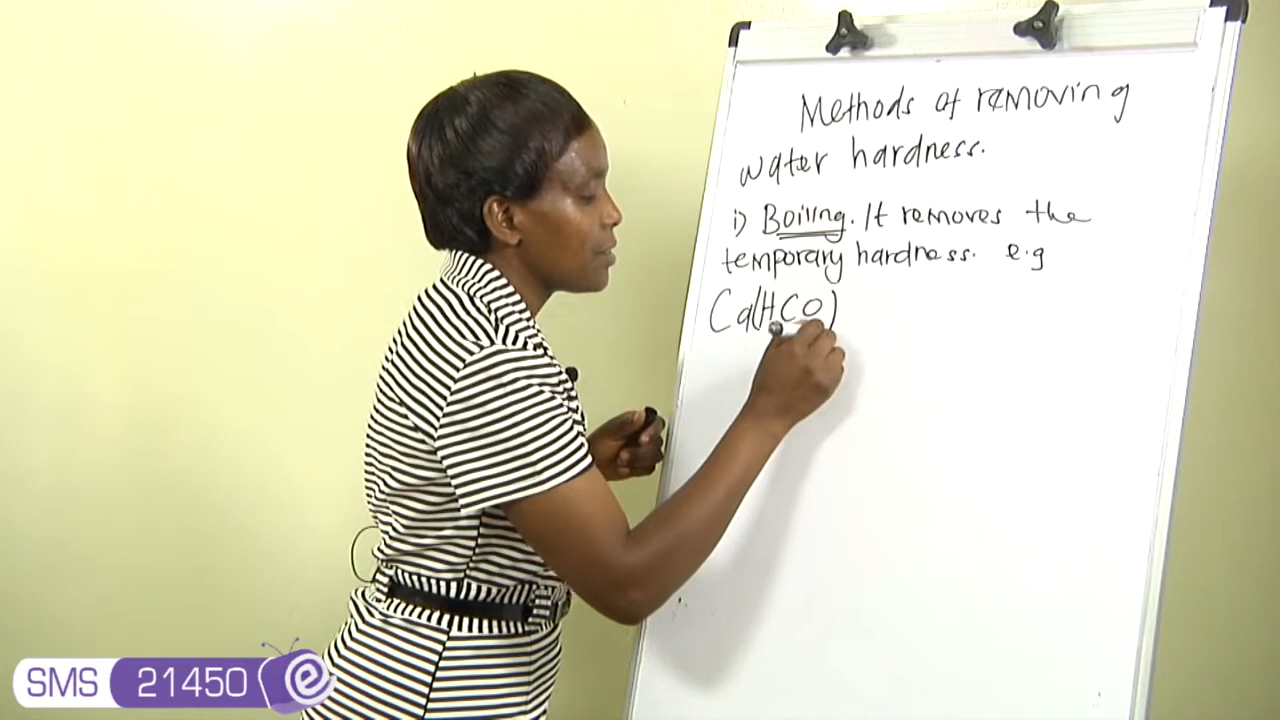 Methods of removing
water hardness.
i) Boiling. It removes the
temporary hardness. e.g
Ca(HCO)
SMS 21450 e